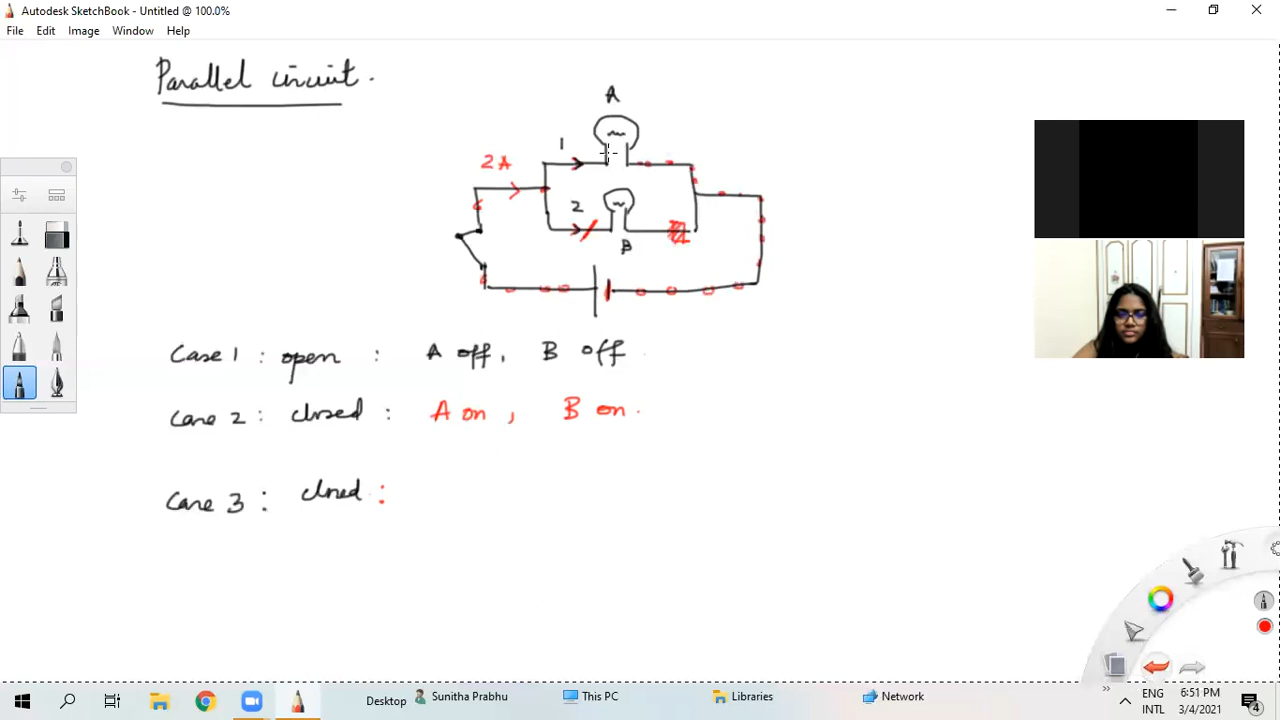 Autodesk SketchBook - Untitled @ 100.0%
File Edit Image Window Help
Parallel circuit.
A
1
2A
2
B
Case 1 : open : A off, B off
Case 2 : closed : A on, B on.
Case 3 : closed :
Desktop Sunitha Prabhu This PC Libraries Network
ENG
INTL
6:51 PM
3/4/2021
4